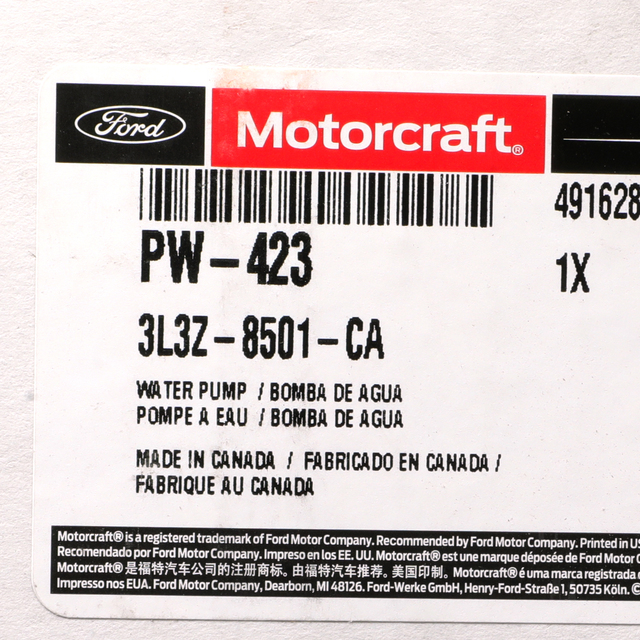 Ford Motorcraft®
491628
PW-423
1X
3L3Z-8501-CA
WATER PUMP / BOMBA DE AGUA
POMPE A EAU / BOMBA DE AGUA
MADE IN CANADA / FABRICADO EN CANADA /
FABRIQUE AU CANADA
Motorcraft® is a registered trademark of Ford Motor Company. Recommended by Ford Motor Company. Printed in US
Recomendado por Ford Motor Company. Impreso en los EE. UU. Motorcraft® est une marque déposée de Ford Motor
Motorcraft® 是福特汽车公司的注册商标。由福特汽车推荐。美国印制。 Motorcraft® é uma marca registrada
Impresso nos EUA. Ford Motor Company, Dearborn, MI 48126. Ford-Werke GmbH, Henry-Ford-Straße 1, 50735 Köln. ©